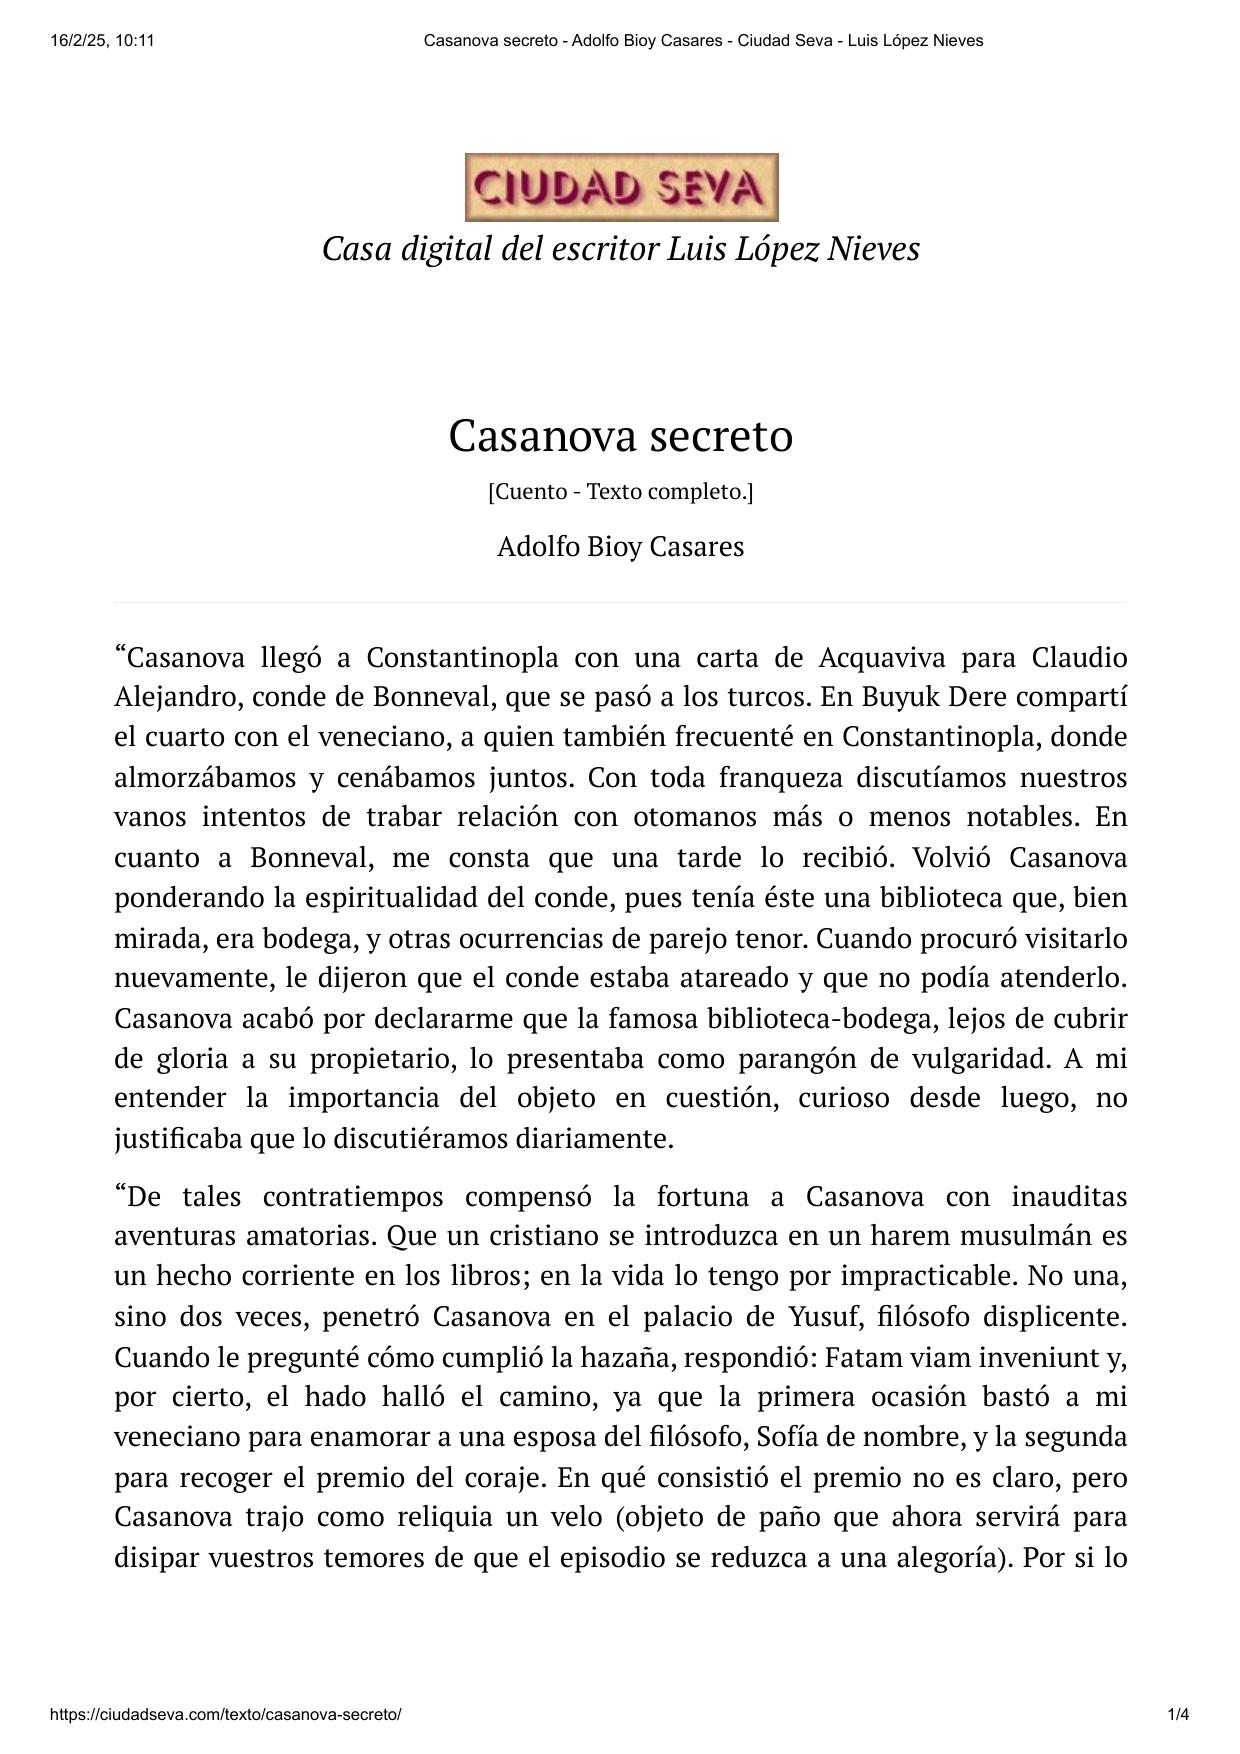 16/2/25, 10:11 Casanova secreto - Adolfo Bioy Casares - Ciudad Seva - Luis López Nieves
CIUDAD SEVA
Casa digital del escritor Luis López Nieves
Casanova secreto
[Cuento - Texto completo.]
Adolfo Bioy Casares
“Casanova llegó a Constantinopla con una carta de Acquaviva para Claudio
Alejandro, conde de Bonneval, que se pasó a los turcos. En Buyuk Dere compartí
el cuarto con el veneciano, a quien también frecuenté en Constantinopla, donde
almorzábamos y cenábamos juntos. Con toda franqueza discutíamos nuestros
vanos intentos de trabar relación con otomanos más o menos notables. En
cuanto a Bonneval, me consta que una tarde lo recibió. Volvió Casanova
ponderando la espiritualidad del conde, pues tenía éste una biblioteca que, bien
mirada, era bodega, y otras ocurrencias de parejo tenor. Cuando procuró visitarlo
nuevamente, le dijeron que el conde estaba atareado y que no podía atenderlo.
Casanova acabó por declararme que la famosa biblioteca-bodega, lejos de cubrir
de gloria a su propietario, lo presentaba como parangón de vulgaridad. A mi
entender la importancia del objeto en cuestión, curioso desde luego, no
justificaba que lo discutiéramos diariamente.
“De tales contratiempos compensó la fortuna a Casanova con inauditas
aventuras amatorias. Que un cristiano se introduzca en un harem musulmán es
un hecho corriente en los libros; en la vida lo tengo por impracticable. No una,
sino dos veces, penetró Casanova en el palacio de Yusuf, filósofo displicente.
Cuando le pregunté cómo cumplió la hazaña, respondió: Fatam viam inveniunt y,
por cierto, el hado halló el camino, ya que la primera ocasión bastó a mi
veneciano para enamorar a una esposa del filósofo, Sofía de nombre, y la segunda
para recoger el premio del coraje. En qué consistió el premio no es claro, pero
Casanova trajo como reliquia un velo (objeto de paño que ahora servirá para
disipar vuestros temores de que el episodio se reduzca a una alegoría). Por si lo
https://ciudadseva.com/texto/casanova-secreto/ 1/4